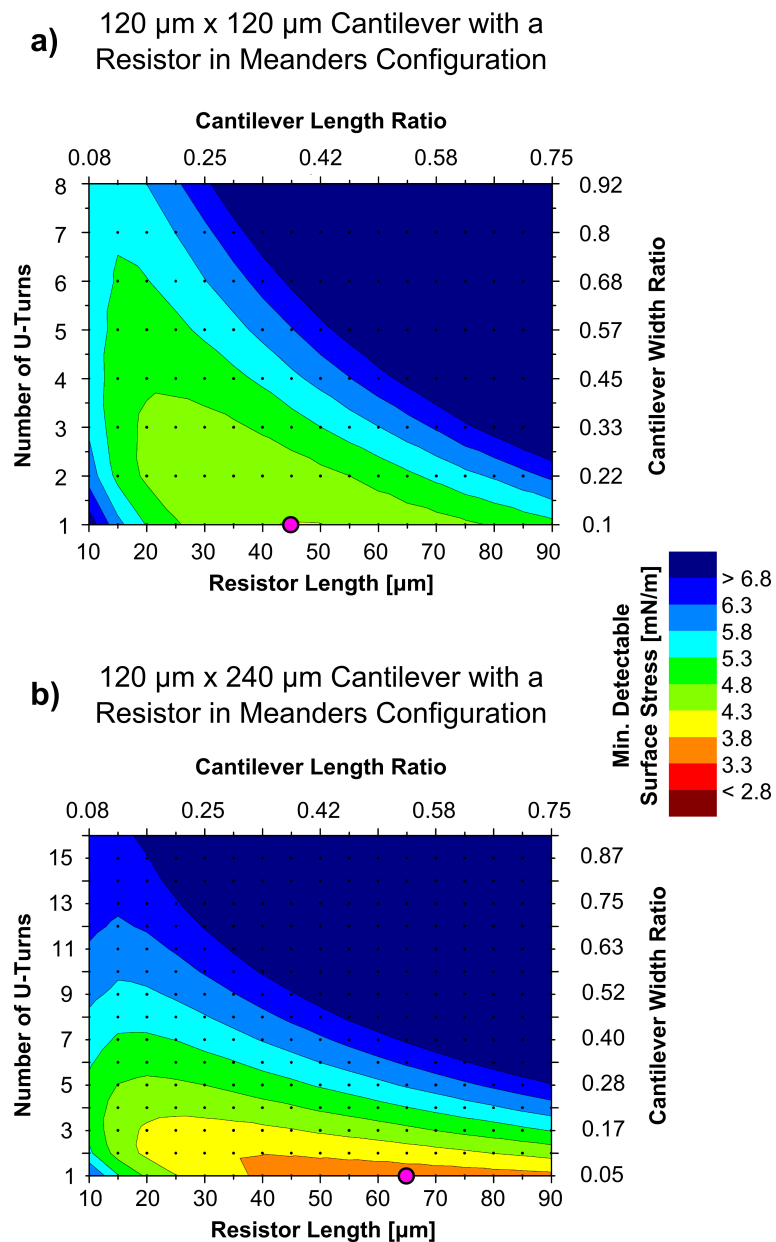 a)
120 µm x 120 µm Cantilever with a
Resistor in Meanders Configuration
Cantilever Length Ratio
0.08 0.25 0.42 0.58 0.75
8 0.92
7 0.8
6 0.68
5 0.57
4 0.45
3 0.33
2 0.22
1 0.1
Number of U-Turns
Cantilever Width Ratio
10 20 30 40 50 60 70 80 90
Resistor Length [µm]
Min. Detectable
Surface Stress [mN/m]
> 6.8
6.3
5.8
5.3
4.8
4.3
3.8
3.3
< 2.8
b)
120 µm x 240 µm Cantilever with a
Resistor in Meanders Configuration
Cantilever Length Ratio
0.08 0.25 0.42 0.58 0.75
15 0.87
13 0.75
11 0.63
9 0.52
7 0.40
5 0.28
3 0.17
1 0.05
Number of U-Turns
Cantilever Width Ratio
10 20 30 40 50 60 70 80 90
Resistor Length [µm]